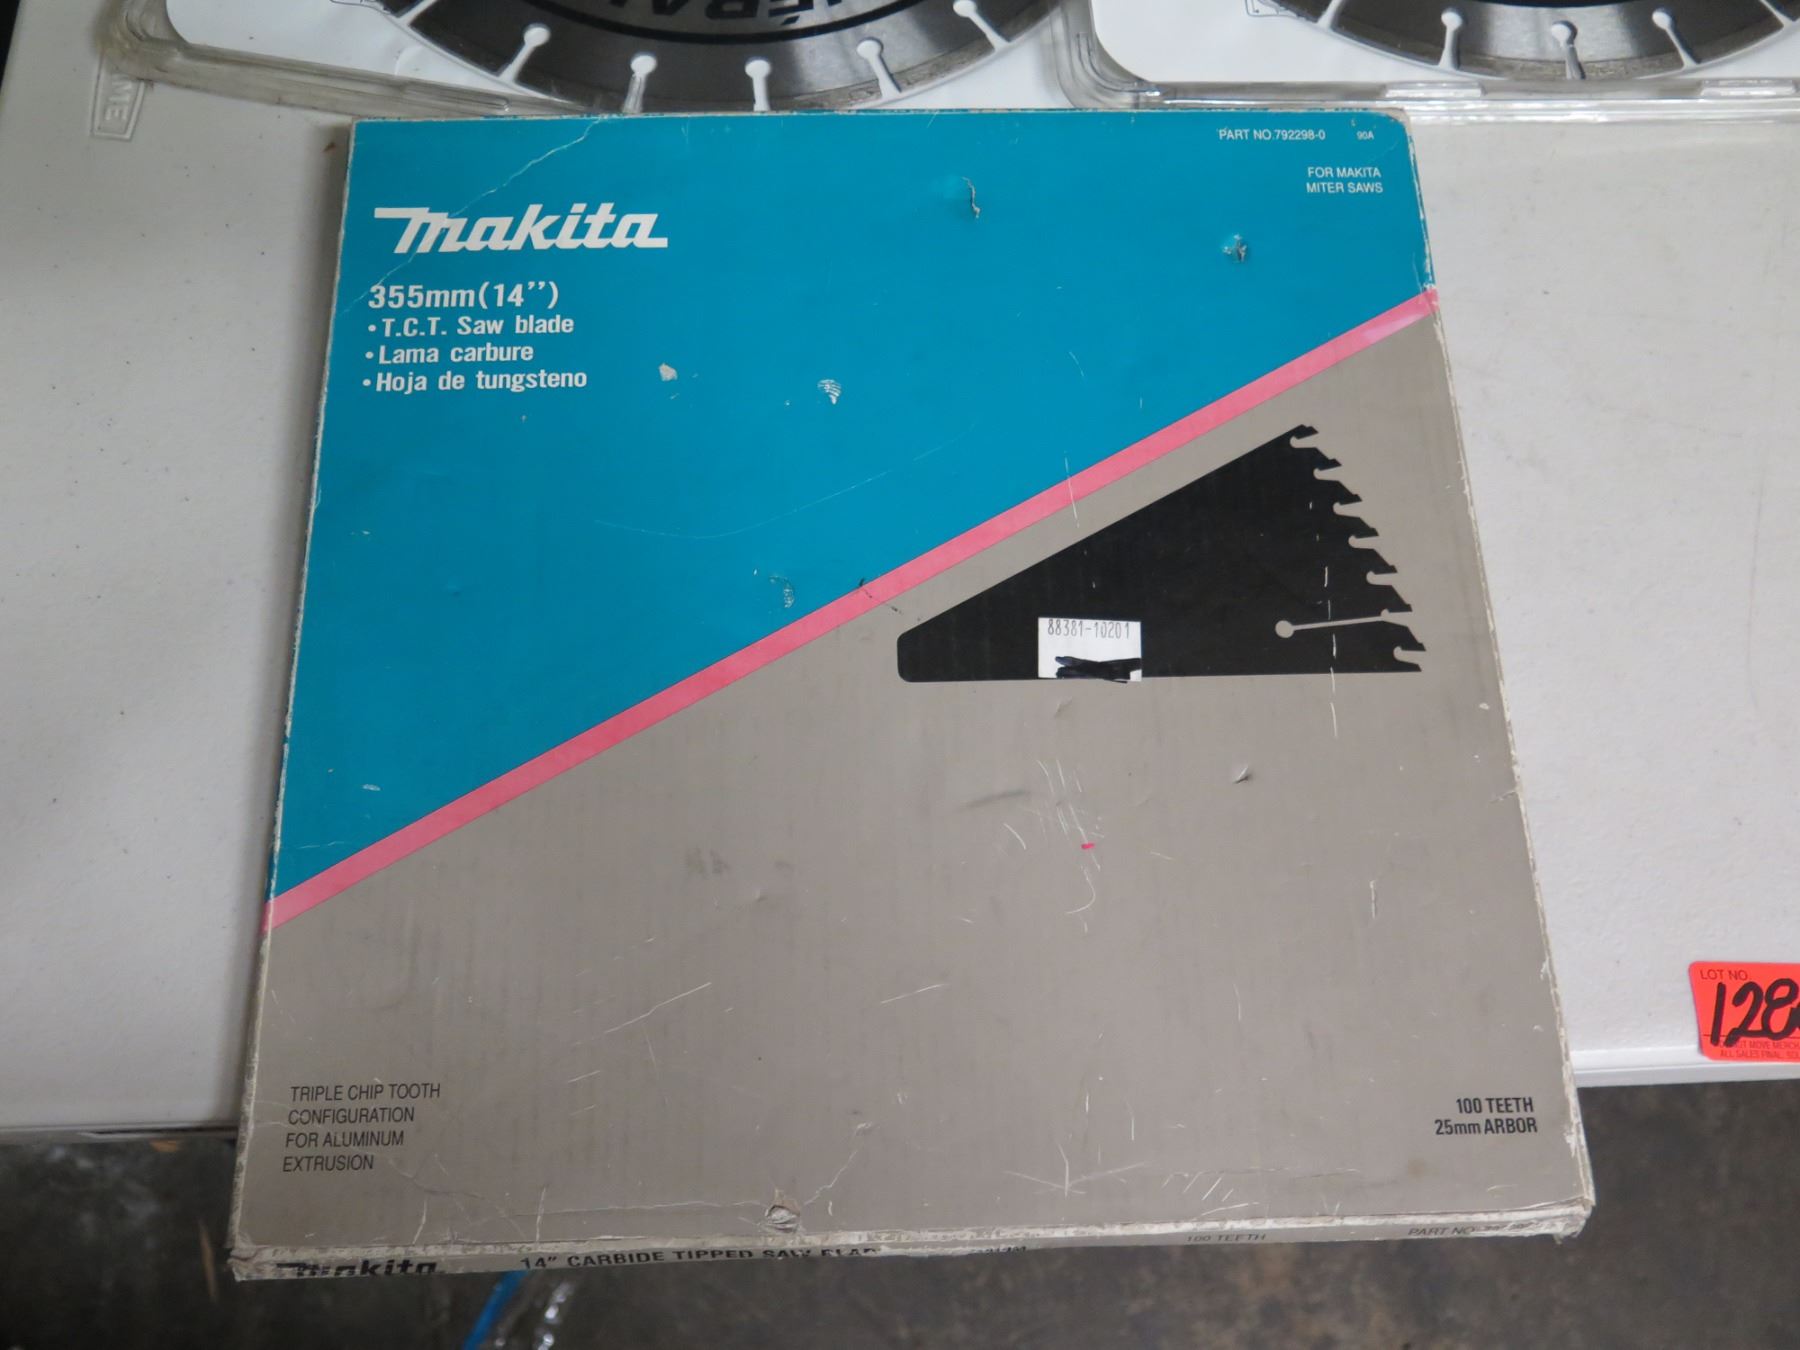 PART NO.792298-0 90A
FOR MAKITA
MITER SAWS
makita
355mm(14")
•T.C.T. Saw blade
•Lama carbure
•Hoja de tungsteno
88381-10201
LOT NO
TRIPLE CHIP TOOTH
CONFIGURATION
FOR ALUMINUM
EXTRUSION
100 TEETH
25mm ARBOR
makita 14" CARBIDE TIPPED SAW BLAD 100 TEETH PART NO